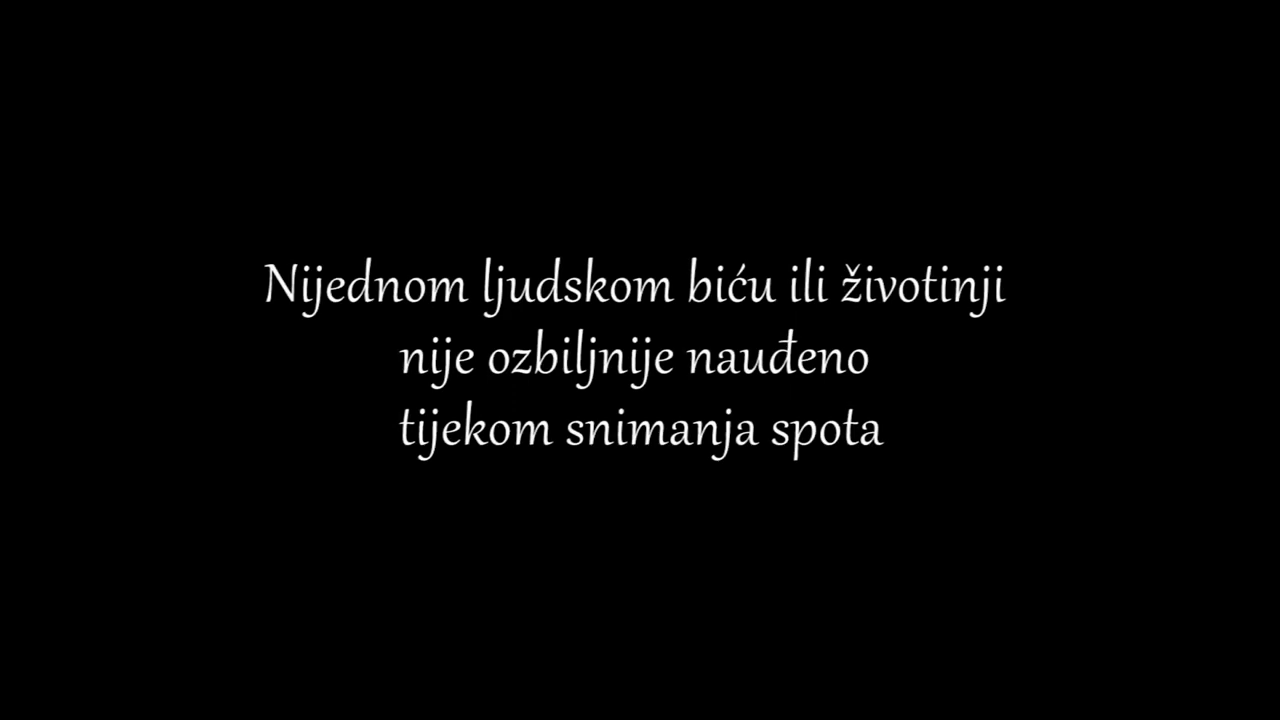 Nijednom ljudskom biću ili životinji
nije ozbiljnije nauđeno
tijekom snimanja spota